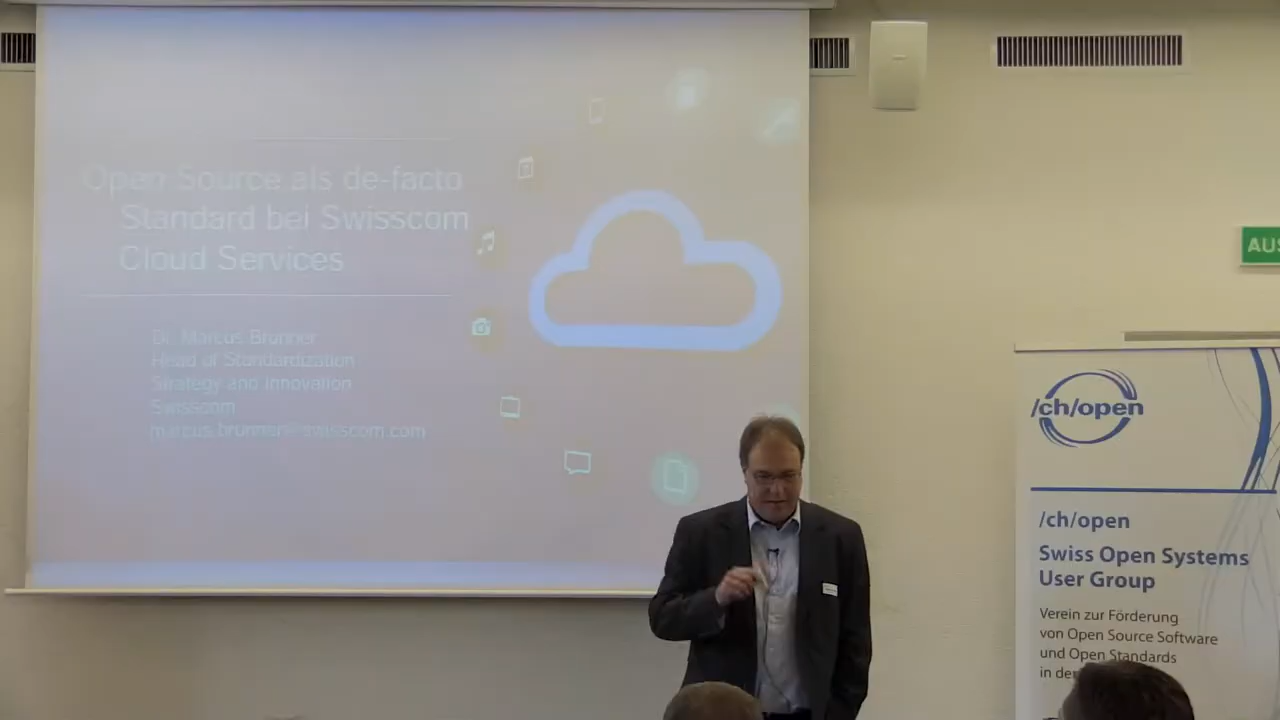 Open Source als de-facto
Standard bei Swisscom
Cloud Services
Dr. Marcus Brunner
Head of Standardization
Strategy and Innovation
Swisscom
marcus.brunner@swisscom.com
AUS
/ch/open
/ch/open
Swiss Open Systems
User Group
Verein zur Förderung
von Open Source Software
und Open Standards
in der